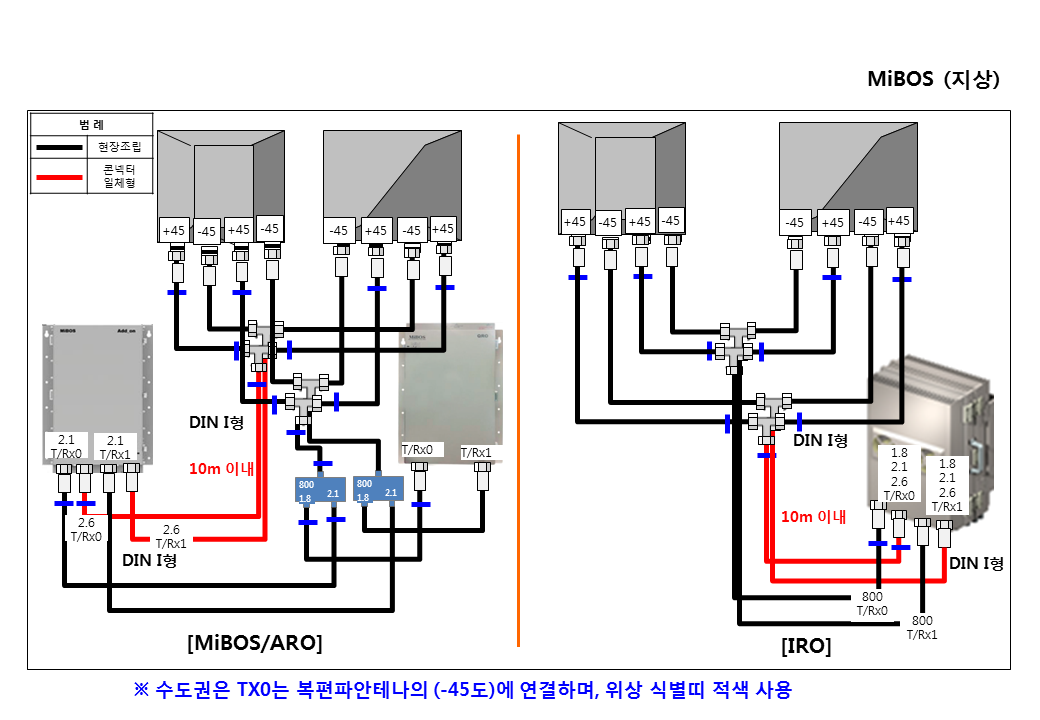 MiBOS (지상)
범 례
현장조립
콘넥터
일체형
+45
-45
+45
-45
-45
+45
-45
+45
+45
-45
+45
-45
-45
+45
-45
+45
MiBOS
Add_on
MiBOS
DIN I형
10m 이내
2.1
T/Rx0
2.1
T/Rx1
T/Rx0
T/Rx1
800
1.8
2.1
800
1.8
2.1
2.6
T/Rx0
2.6
T/Rx1
DIN I형
[MiBOS/ARO]
DIN I형
1.8
2.1
2.6
T/Rx0
1.8
2.1
2.6
T/Rx1
10m 이내
DIN I형
800
T/Rx0
800
T/Rx1
[IRO]
※ 수도권은 TX0는 복편파안테나의 (-45도)에 연결하며, 위상 식별띠 적색 사용